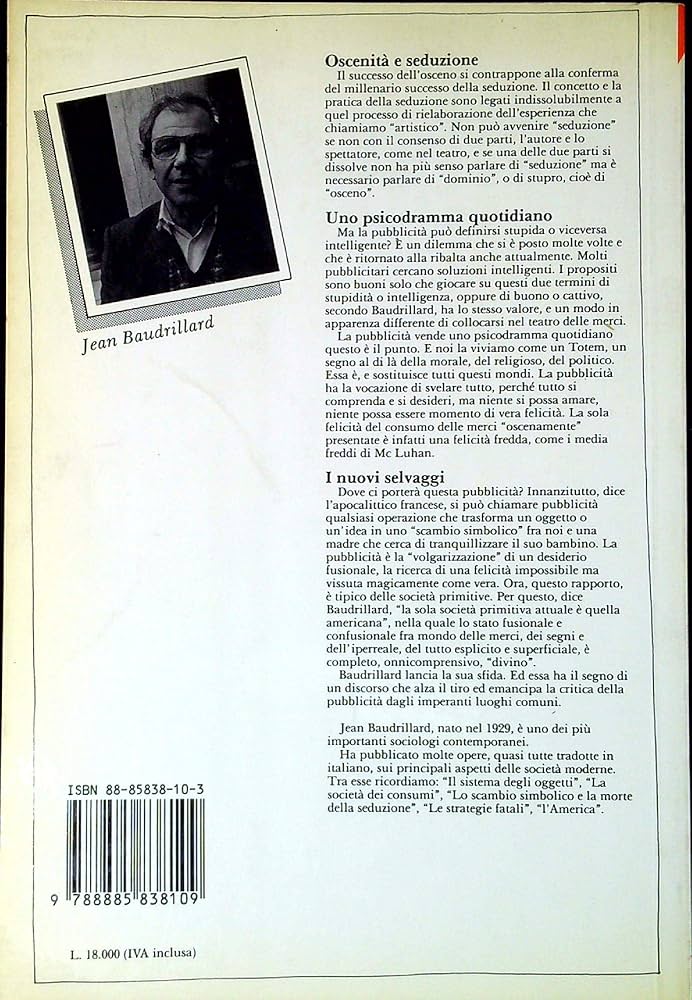 Jean Baudrillard
Oscenità e seduzione
Il successo dell'osceno si contrappone alla conferma
del millenario successo della seduzione. Il concetto e la
pratica della seduzione sono legati indissolubilmente a
quel processo di rielaborazione dell'esperienza che
chiamiamo "artistico". Non può avvenire "seduzione"
se non con il consenso di due parti, l'autore e lo
spettatore, come nel teatro, e se una delle due parti si
dissolve non ha più senso parlare di "seduzione" ma è
necessario parlare di "dominio", o di stupro, cioè di
"osceno".
Uno psicodramma quotidiano
Ma la pubblicità può definirsi stupida o viceversa
intelligente? È un dilemma che si è posto molte volte e
che è ritornato alla ribalta anche attualmente. Molti
pubblicitari cercano soluzioni intelligenti. I propositi
sono buoni solo che giocare su questi due termini di
stupidità o intelligenza, oppure di buono o cattivo,
secondo Baudrillard, ha lo stesso valore, e un modo in
apparenza differente di collocarsi nel teatro delle merci.
La pubblicità vende uno psicodramma quotidiano
questo è il punto. E noi la viviamo come un Totem, un
segno al di là della morale, del religioso, del politico.
Essa è, e sostituisce tutti questi mondi. La pubblicità
ha la vocazione di svelare tutto, perché tutto si
comprenda e si desideri, ma niente si possa amare,
niente possa essere momento di vera felicità. La sola
felicità del consumo delle merci "oscenamente"
presentate è infatti una felicità fredda, come i media
freddi di Mc Luhan.
I nuovi selvaggi
Dove ci porterà questa pubblicità? Innanzitutto, dice
l'apocalittico francese, si può chiamare pubblicità
qualsiasi operazione che trasforma un oggetto o
un'idea in uno "scambio simbolico" fra noi e una
madre che cerca di tranquillizzare il suo bambino. La
pubblicità è la "volgarizzazione" di un desiderio
fusionale, la ricerca di una felicità impossibile ma
vissuta magicamente come vera. Ora, questo rapporto,
è tipico delle società primitive. Per questo, dice
Baudrillard, "la sola società primitiva attuale è quella
americana", nella quale lo stato fusionale e
confusionale fra mondo delle merci, dei segni e
dell'iperreale, del tutto esplicito e superficiale, è
completo, onnicomprensivo, "divino".
Baudrillard lancia la sua sfida. Ed essa ha il segno di
un discorso che alza il tiro ed emancipa la critica della
pubblicità dagli imperanti luoghi comuni.
Jean Baudrillard, nato nel 1929, è uno dei più
importanti sociologi contemporanei.
Ha pubblicato molte opere, quasi tutte tradotte in
italiano, sui principali aspetti delle società moderne.
Tra esse ricordiamo: "Il sistema degli oggetti", "La
società dei consumi", "Lo scambio simbolico e la morte
della seduzione", "Le strategie fatali", "l'America".
ISBN 88-85838-10-3
9 788885 838109
L. 18.000 (IVA inclusa)